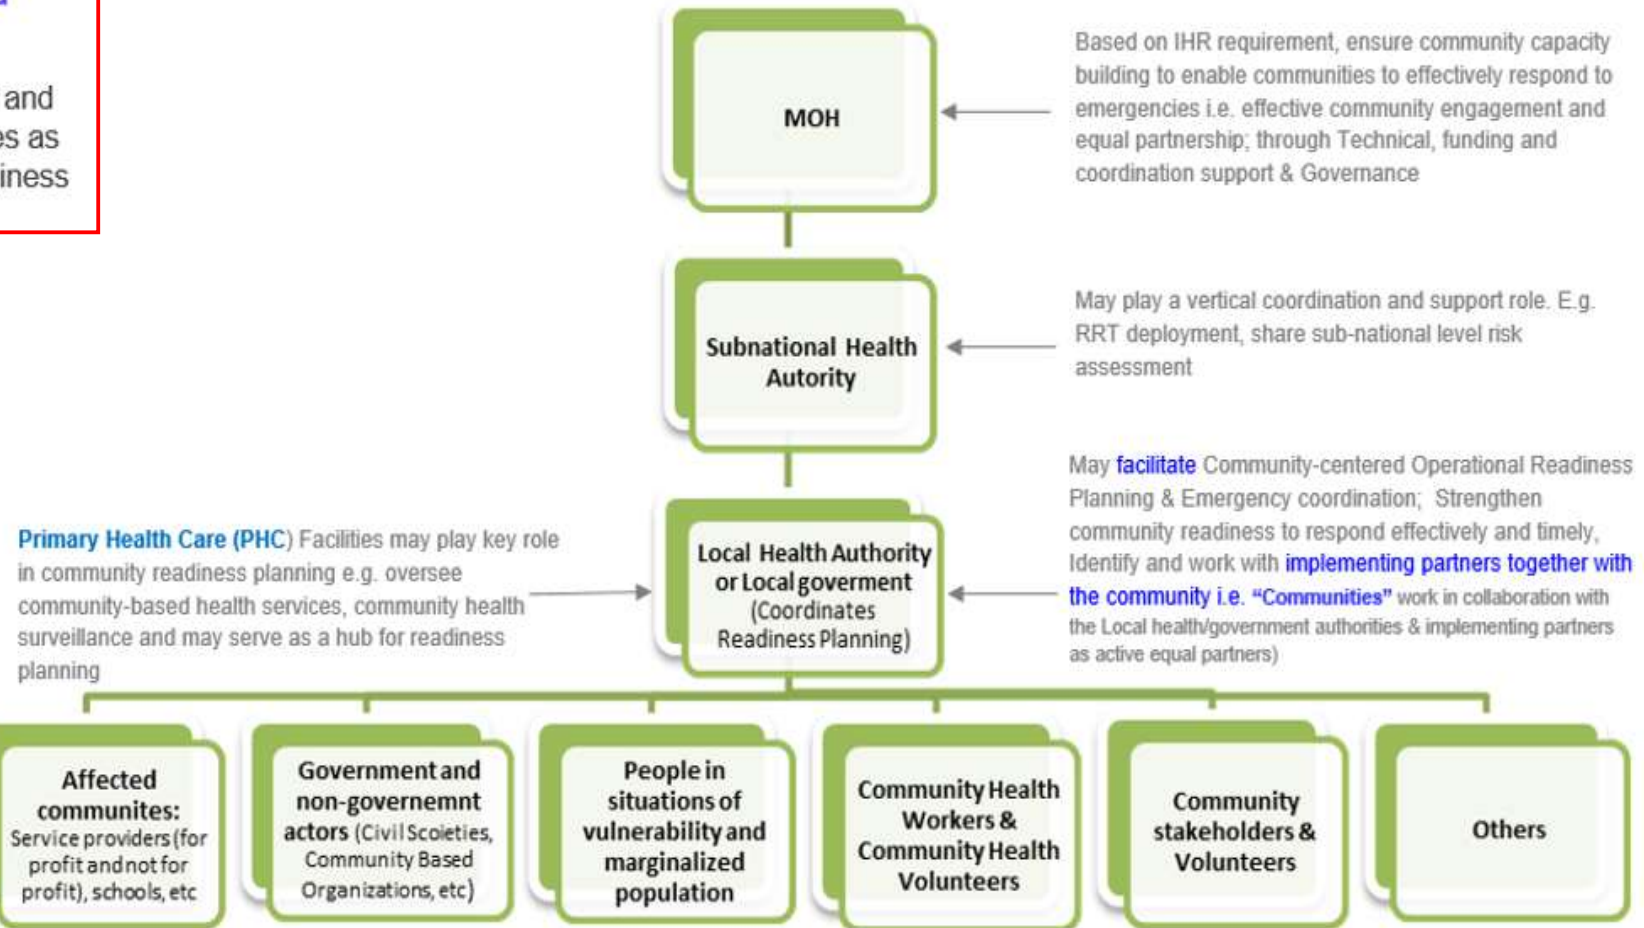 and
es as
iness
MOH
Based on IHR requirement, ensure community capacity
building to enable communities to effectively respond to
emergencies i.e. effective community engagement and
equal partnership; through Technical, funding and
coordination support & Governance
Subnational Health
Autority
May play a vertical coordination and support role. E.g.
RRT deployment, share sub-national level risk
assessment
Primary Health Care (PHC) Facilities may play key role
in community readiness planning e.g. oversee
community-based health services, community health
surveillance and may serve as a hub for readiness
planning
Local Health Authority
or Local goverment
(Coordinates
Readiness Planning)
May facilitate Community-centered Operational Readiness
Planning & Emergency coordination; Strengthen
community readiness to respond effectively and timely,
Identify and work with implementing partners together with
the community i.e. “Communities” work in collaboration with
the Local health/government authorities & implementing partners
as active equal partners)
Affected
communites:
Service providers (for
profit and not for
profit), schools, etc
Government and
non-governemnt
actors (Civil Scoieties,
Community Based
Organizations, etc)
People in
situations of
vulnerability and
marginalized
population
Community Health
Workers &
Community Health
Volunteers
Community
stakeholders &
Volunteers
Others